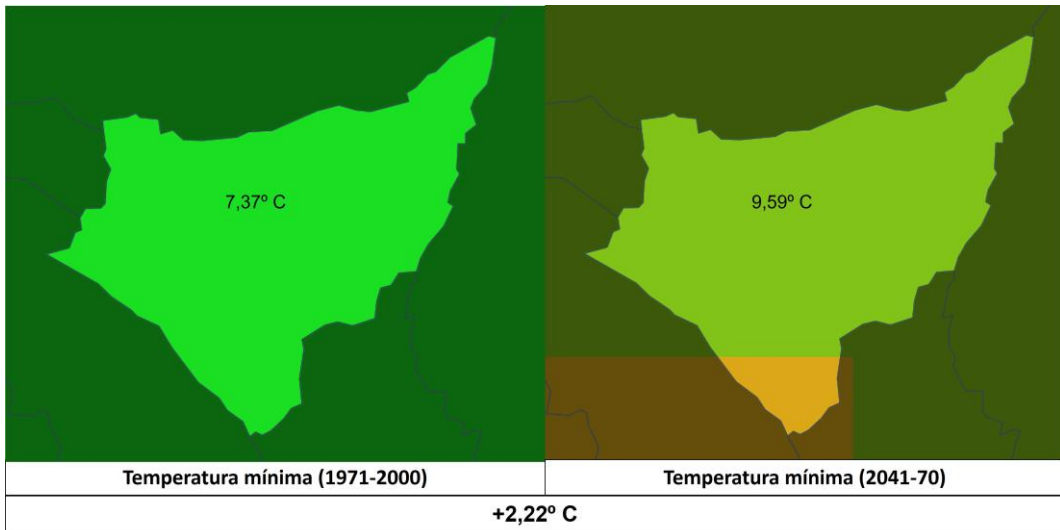 7,37º C
9,59º C
Temperatura mínima (1971-2000)
Temperatura mínima (2041-70)
+2,22º C